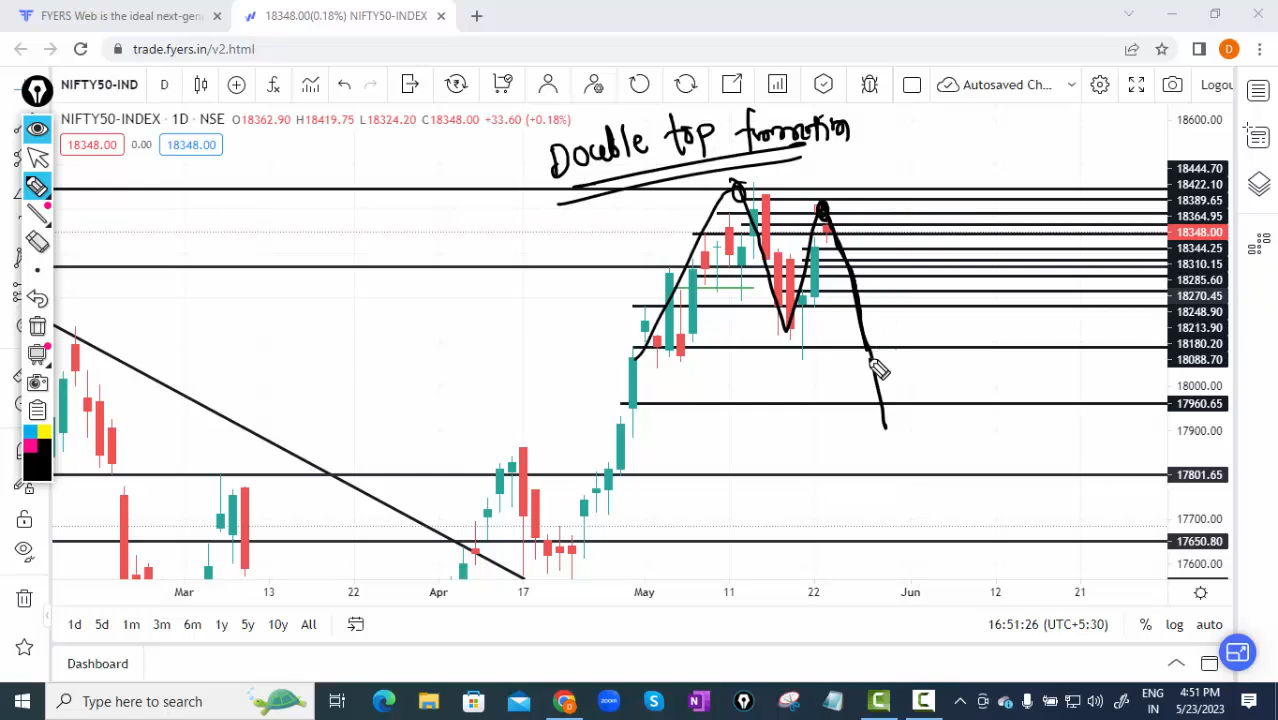 FYERS Web is the ideal next-gen
18348.00(0.18%) NIFTY50-INDEX
trade.fyers.in/v2.html
D
NIFTY50-IND D
Autosaved Ch...
Logou
NIFTY50-INDEX · 1D · NSE O18362.90 H18419.75 L18324.20 C18348.00 +33.60 (+0.18%)
18348.00 0.00 18348.00
Double top
18600.00
18444.70
18422.10
18389.65
18364.95
18348.00
18344.25
18310.15
18285.60
18270.45
18248.90
18213.90
18180.20
18088.70
18000.00
17960.65
17900.00
17801.65
17700.00
17650.80
17600.00
Mar 13 22 Apr 17 May 11 22 Jun 12 21
1d 5d 1m 3m 6m 1y 5y 10y All
16:51:26 (UTC+5:30) % log auto
Dashboard
Type here to search
ENG
IN
4:51 PM
5/23/2023